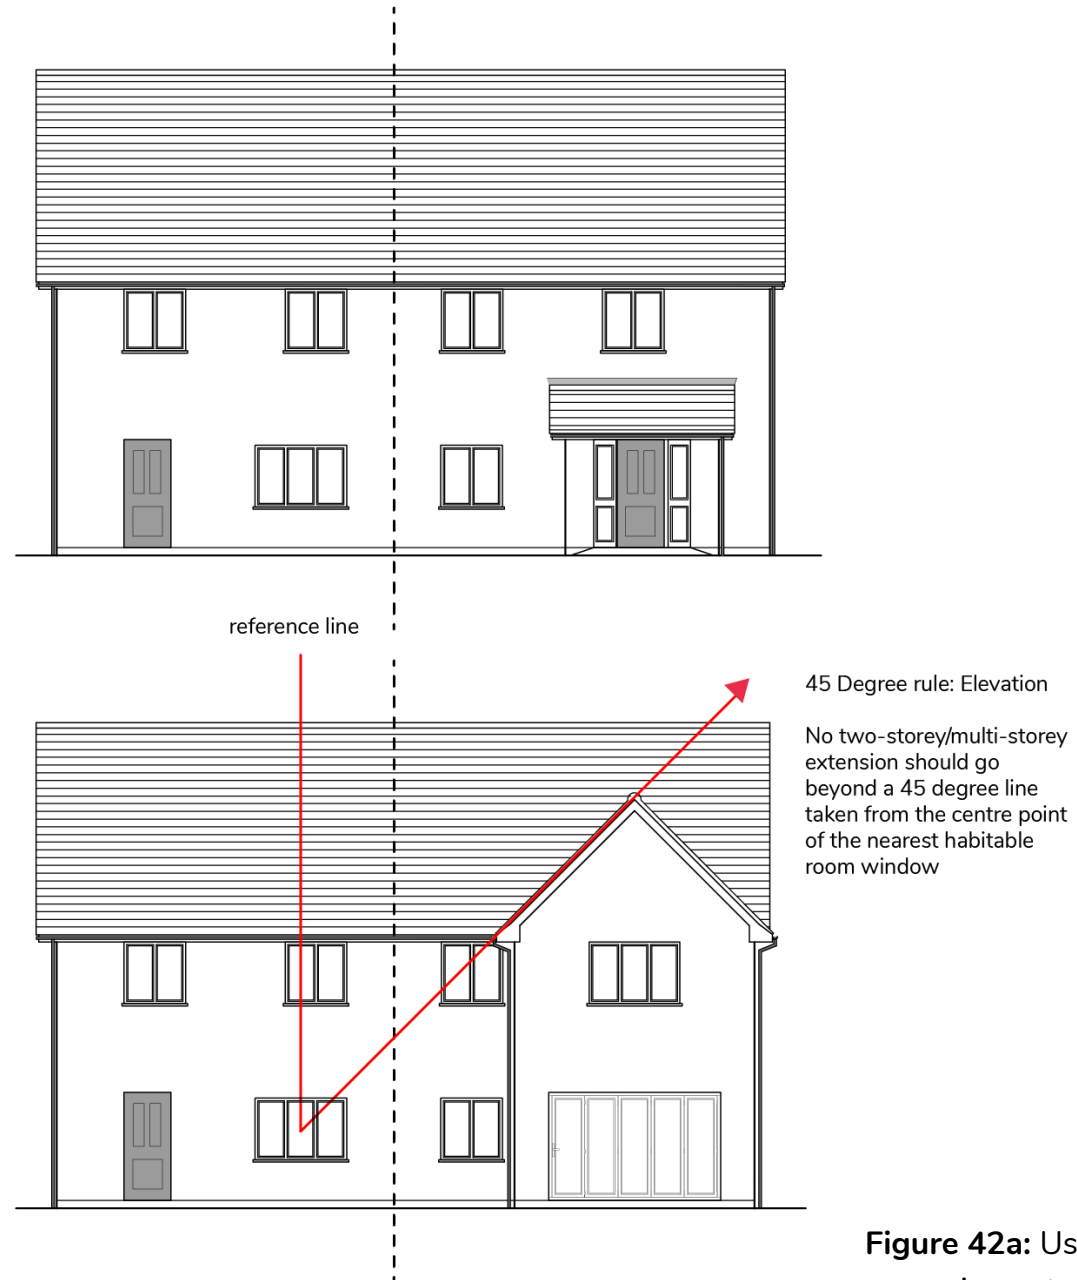 reference line
45 Degree rule: Elevation
No two-storey/multi-storey
extension should go
beyond a 45 degree line
taken from the centre point
of the nearest habitable
room window
Figure 42a: Us